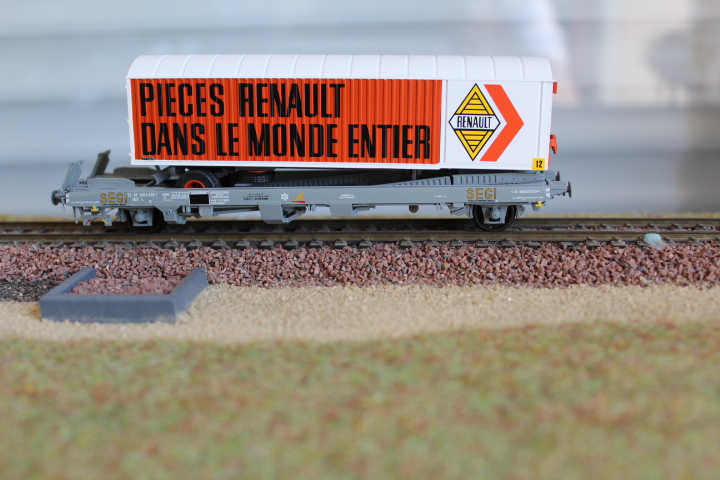 PIECES RENAULT
DANS LE MONDE ENTIER
RENAULT
12
SEGI
SEGI